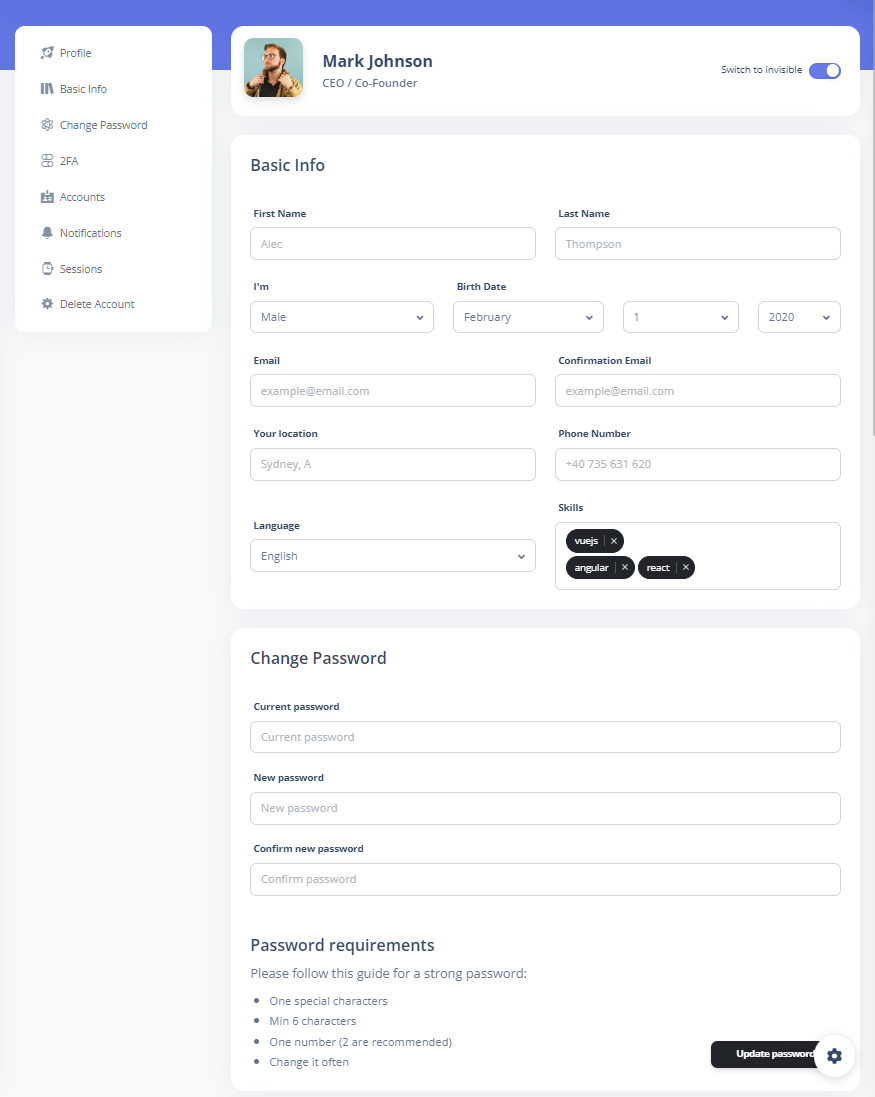 Profile
Basic Info
Change Password
2FA
Accounts
Notifications
Sessions
Delete Account
Mark Johnson
CEO / Co-Founder
Switch to invisible
Basic Info
First Name Last Name
Alec Thompson
I'm Birth Date
Male February 1 2020
Email Confirmation Email
example@email.com example@email.com
Your location Phone Number
Sydney, A +40 735 631 620
Skills
Language
vuejs ×
English
angular × react ×
Change Password
Current password
Current password
New password
New password
Confirm new password
Confirm password
Password requirements
Please follow this guide for a strong password:
One special characters
Min 6 characters
One number (2 are recommended)
Change it often
Update password